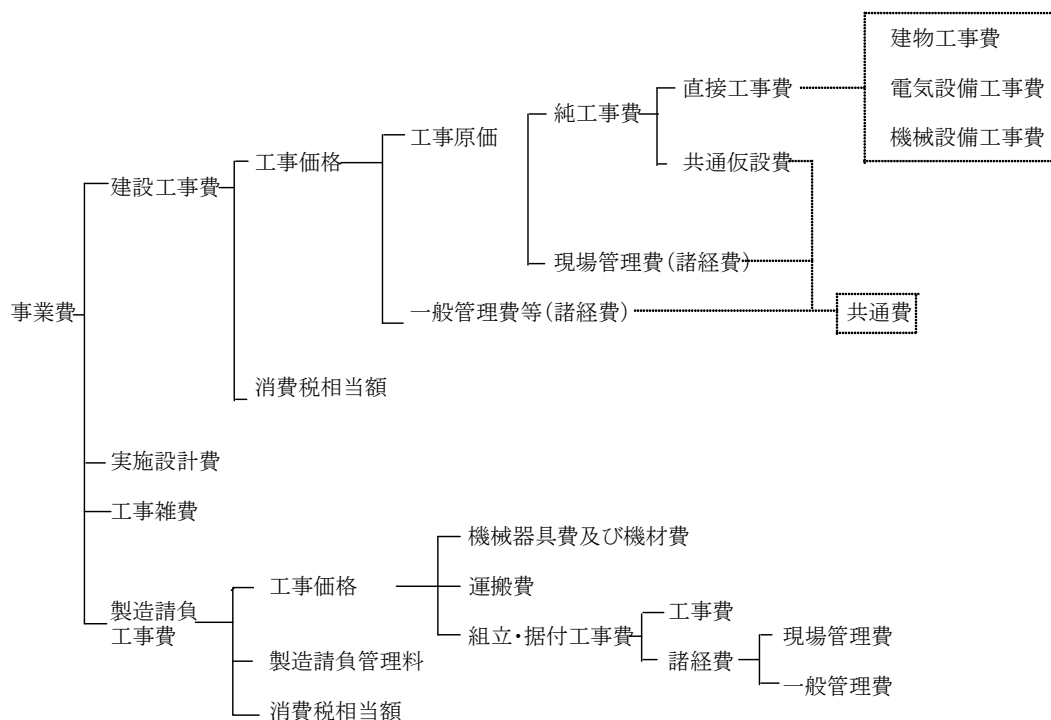 建物工事費
電気設備工事費
機械設備工事費
直接工事費
純工事費
共通仮設費
工事原価
工事価格
建設工事費
現場管理費(諸経費)
一般管理費等(諸経費)
共通費
事業費
消費税相当額
実施設計費
工事雑費
機械器具費及び機材費
工事価格
運搬費
製造請負
工事費
組立・据付工事費
工事費
諸経費
現場管理費
一般管理費
製造請負管理料
消費税相当額